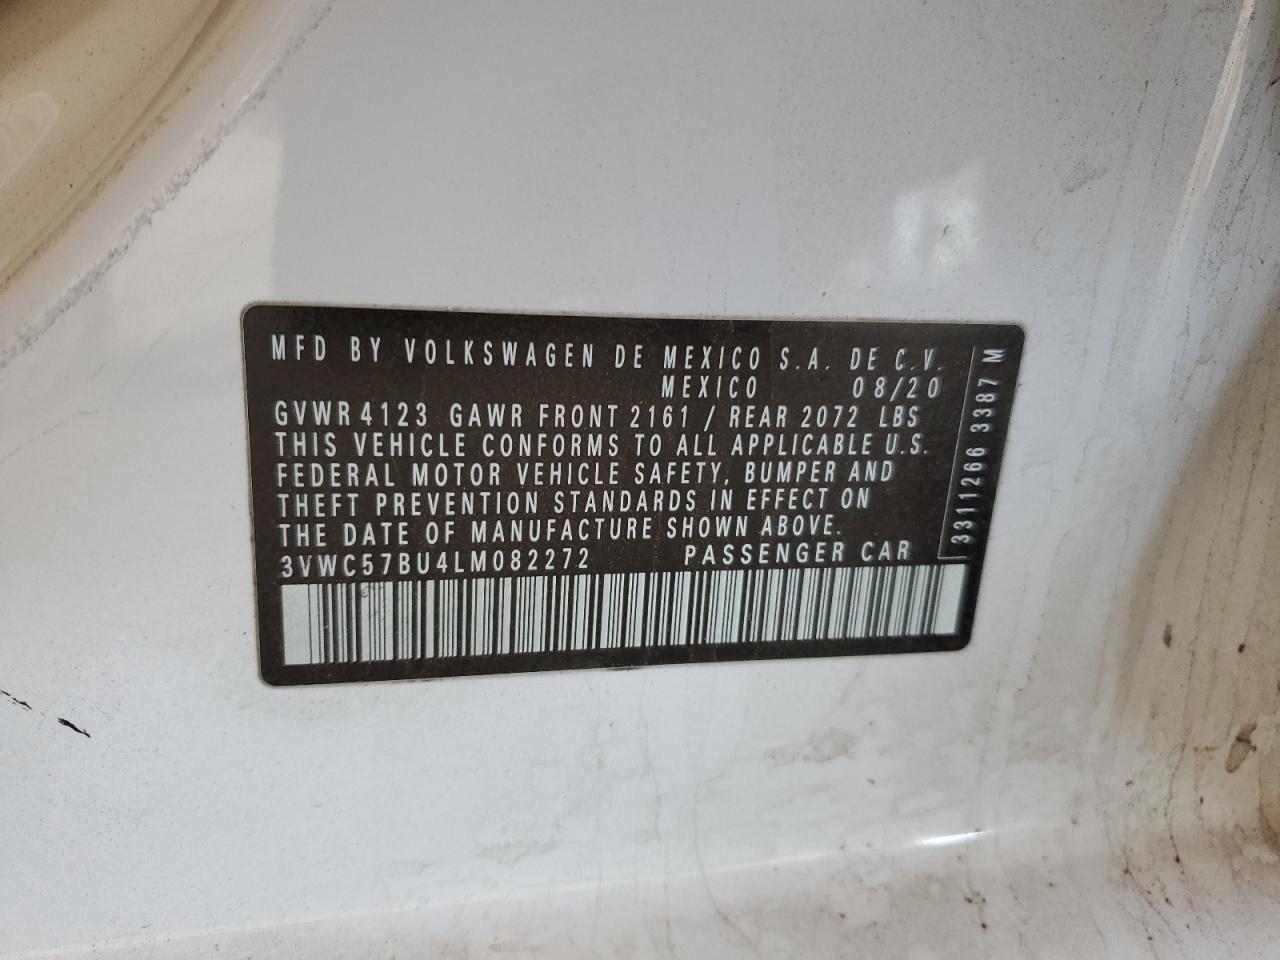 MFD BY VOLKSWAGEN DE MEXICO S.A. DE C.V.
MEXICO 08/20
GVWR 4123 GAWR FRONT 2161 / REAR 2072 LBS
THIS VEHICLE CONFORMS TO ALL APPLICABLE U.S.
FEDERAL MOTOR VEHICLE SAFETY, BUMPER AND
THEFT PREVENTION STANDARDS IN EFFECT ON
THE DATE OF MANUFACTURE SHOWN ABOVE.
3VWC57BU4LM082272 PASSENGER CAR
3311266 3387 M